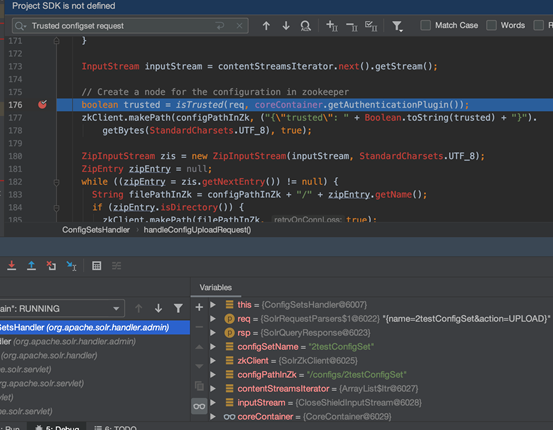 Project SDK is not defined
Trusted configset request
Match Case
Words
171 }
172
173 InputStream inputStream = contentStreamsIterator.next().getStream();
174
175 // Create a node for the configuration in zookeeper
176 boolean trusted = isTrusted(req, coreContainer.getAuthenticationPlugin());
177 zkClient.makePath(configPathInZk, ("{\"trusted\": " + Boolean.toString(trusted) + "}").
178 getBytes(StandardCharsets.UTF_8), true);
179
180 ZipInputStream zis = new ZipInputStream(inputStream, StandardCharsets.UTF_8);
181 ZipEntry zipEntry = null;
182 while ((zipEntry = zis.getNextEntry()) != null) {
183 String filePathInZk = configPathInZk + "/" + zipEntry.getName();
184 if (zipEntry.isDirectory()) {
185 zkClient.makePath(filePathInZk, retryOnConnLoss: true);
ConfigSetsHandler › handleConfigUploadRequest()
Variables
ain": RUNNING
SetsHandler (org.apache.solr.handler.admin)
dler (org.apache.solr.handler.admin)
(org.apache.solr.handler)
he.solr.servlet)
he.solr.servlet)
he.solr.servlet)
this = {ConfigSetsHandler@6007}
req = {SolrRequestParsers$1@6022} "{name=2testConfigSet&action=UPLOAD}"
rsp = {SolrQueryResponse@6023}
configSetName = "2testConfigSet"
zkClient = {SolrZkClient@6025}
configPathInZk = "/configs/2testConfigSet"
contentStreamsIterator = {ArrayList$Itr@6027}
inputStream = {CloseShieldInputStream@6028}
coreContainer = {CoreContainer@6029}
Run
5: Debug
6: TODO